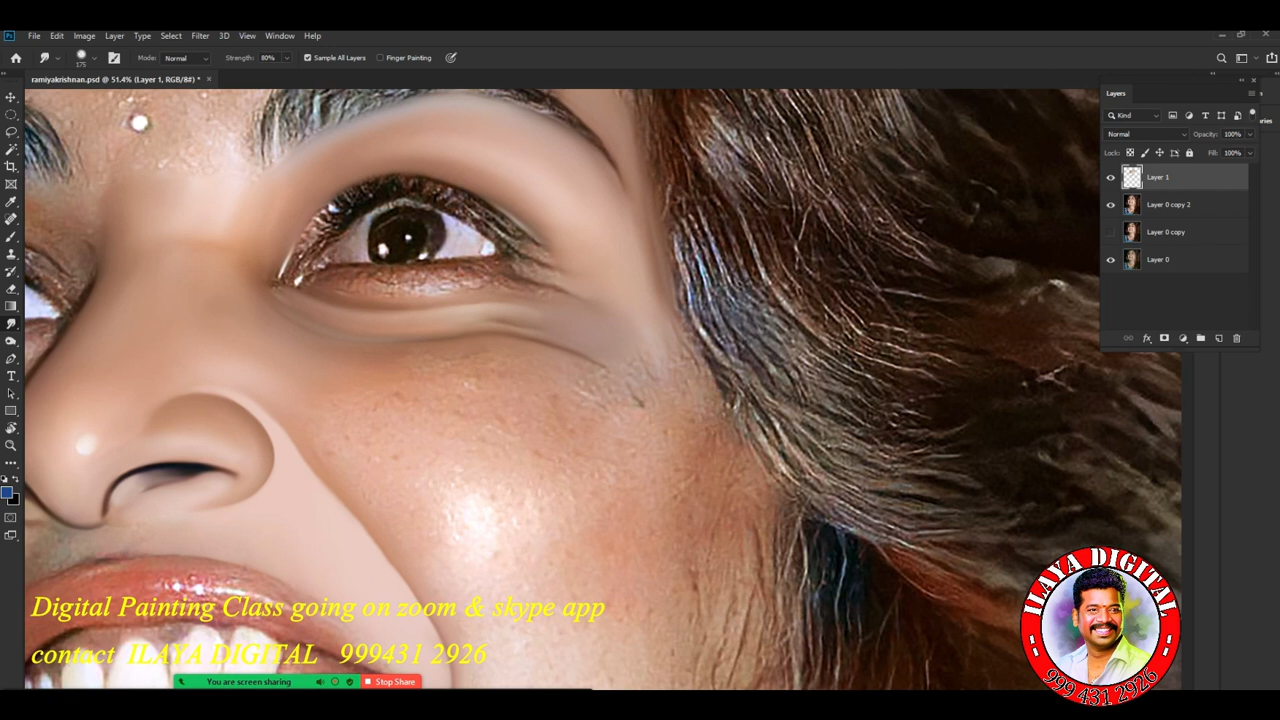 Ps File Edit Image Layer Type Select Filter 3D View Window Help
175 Mode: Normal Strength: 80% Sample All Layers Finger Painting
ramiyakrishnan.psd @ 51.4% (Layer 1, RGB/8#) * ×
Layers
Kind
Normal Opacity: 100%
Lock: Fill: 100%
Layer 1
Layer 0 copy 2
Layer 0 copy
Layer 0
Digital Painting Class going on zoom & skype app
contact ILAYA DIGITAL 999431 2926
You are screen sharing Stop Share
ILAYA DIGITAL
999 431 2926